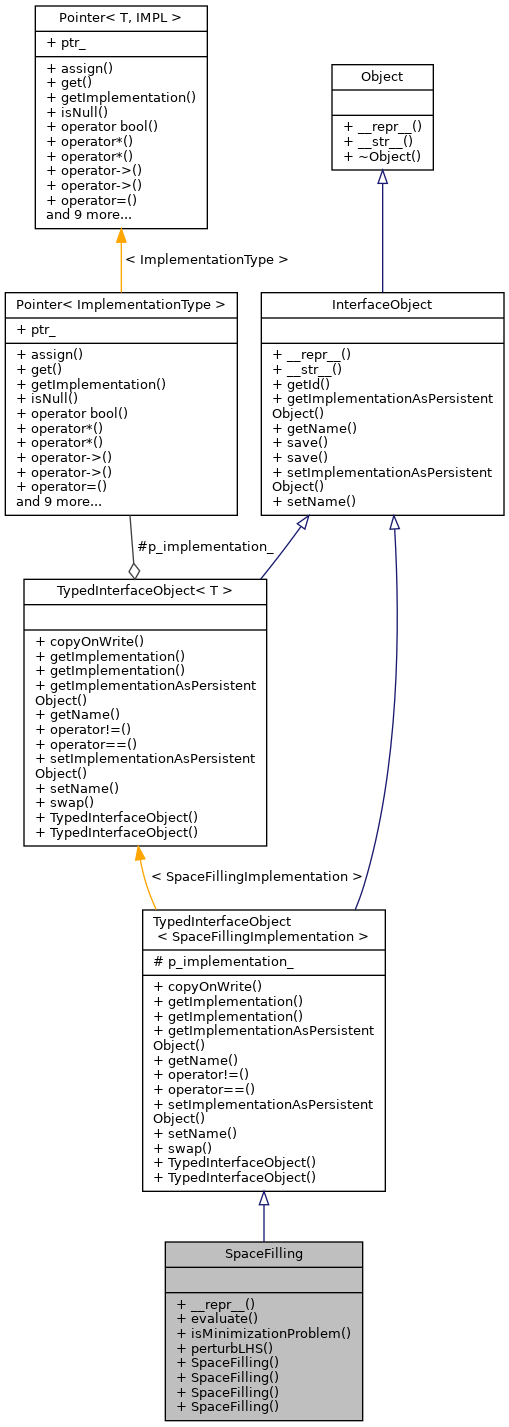 Pointer< T, IMPL >
+ ptr_
+ assign()
+ get()
+ getImplementation()
+ isNull()
+ operator bool()
+ operator*()
+ operator*()
+ operator->()
+ operator->()
+ operator=()
and 9 more...
Object
+ __repr__()
+ __str__()
+ ~Object()
< ImplementationType >
Pointer< ImplementationType >
+ ptr_
+ assign()
+ get()
+ getImplementation()
+ isNull()
+ operator bool()
+ operator*()
+ operator*()
+ operator->()
+ operator->()
+ operator=()
and 9 more...
InterfaceObject
+ __repr__()
+ __str__()
+ getId()
+ getImplementationAsPersistent
Object()
+ getName()
+ save()
+ save()
+ setImplementationAsPersistent
Object()
+ setName()
#p_implementation_
TypedInterfaceObject< T >
+ copyOnWrite()
+ getImplementation()
+ getImplementation()
+ getImplementationAsPersistent
Object()
+ getName()
+ operator!=()
+ operator==()
+ setImplementationAsPersistent
Object()
+ setName()
+ swap()
+ TypedInterfaceObject()
+ TypedInterfaceObject()
< SpaceFillingImplementation >
TypedInterfaceObject
< SpaceFillingImplementation >
# p_implementation_
+ copyOnWrite()
+ getImplementation()
+ getImplementation()
+ getImplementationAsPersistent
Object()
+ getName()
+ operator!=()
+ operator==()
+ setImplementationAsPersistent
Object()
+ setName()
+ swap()
+ TypedInterfaceObject()
+ TypedInterfaceObject()
SpaceFilling
+ __repr__()
+ evaluate()
+ isMinimizationProblem()
+ perturbLHS()
+ SpaceFilling()
+ SpaceFilling()
+ SpaceFilling()
+ SpaceFilling()